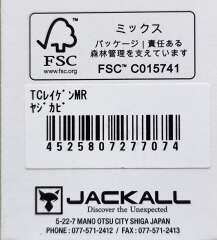 ミックス
パッケージ | 責任ある
森林管理を支えています
FSC
www.fsc.org
FSC™ C015741
TCレイゲンMR
ヤジカビ
4525807277074
JACKALL
Discover the Unexpected
5-22-7 MANO OTSU CITY SHIGA JAPAN
PHONE : 077-571-2412 / FAX : 077-571-2413